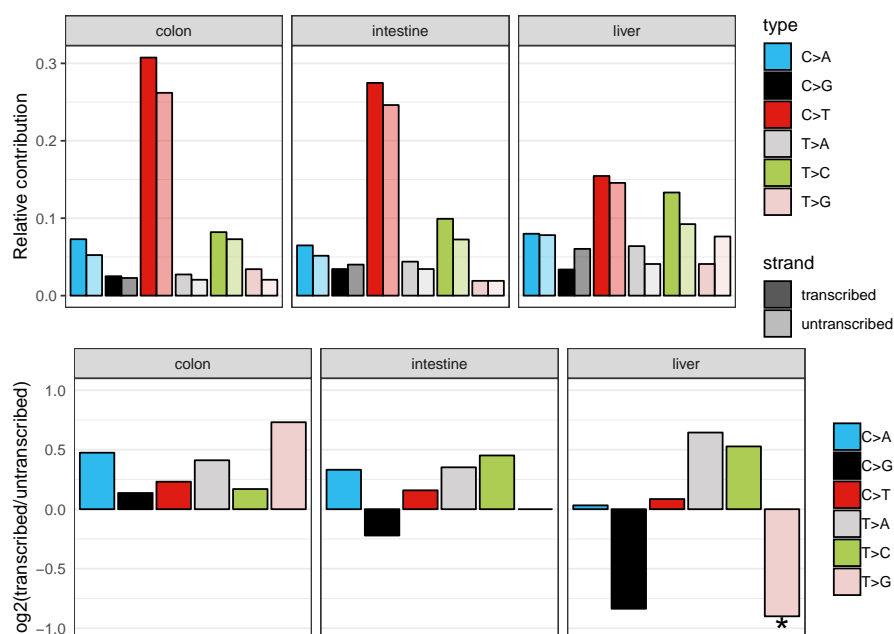 colon intestine liver
type
C>A
C>G
C>T
T>A
T>C
T>G
strand
transcribed
untranscribed
Relative contribution
0.3
0.2
0.1
0.0
colon intestine liver
og2(transcribed/untranscribed)
1.0
0.5
0.0
−0.5
−1.0
*
C>A
C>G
C>T
T>A
T>C
T>G